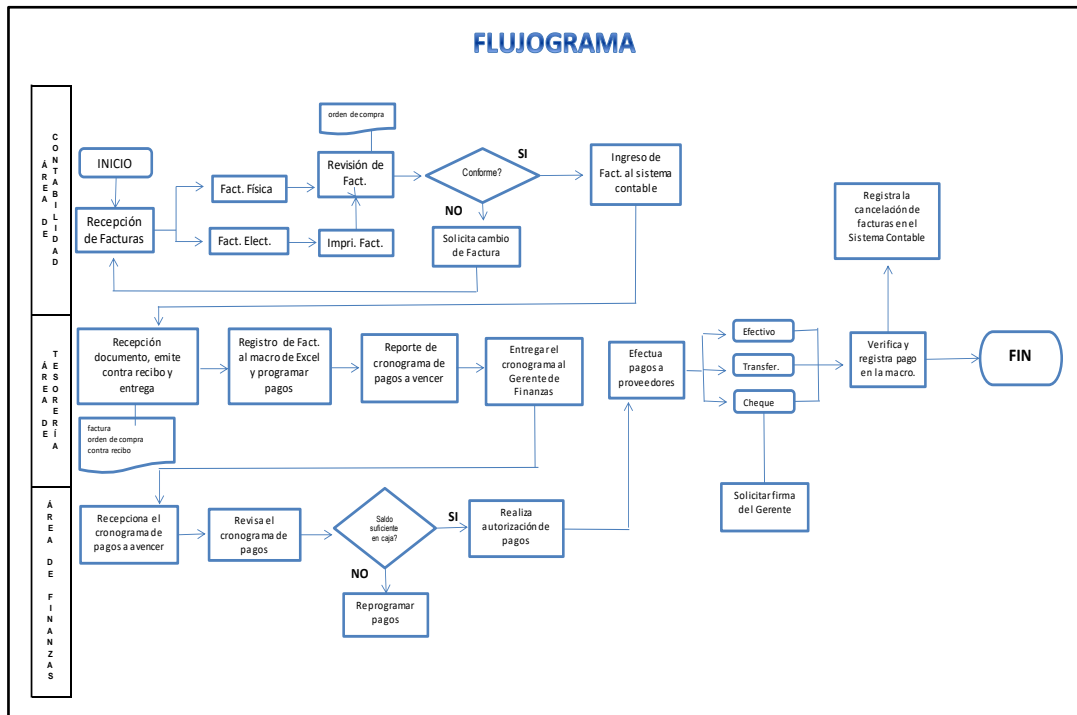 FLUJOGRAMA
ÁREA DE
CONTABILIDAD
INICIO
Recepción
de Facturas
Fact. Física
Fact. Elect.
orden de compra
Revisión de
Fact.
Impri. Fact.
Conforme?
SI
NO
Solicita cambio
de Factura
Ingreso de
Fact. al sistema
contable
Registra la
cancelación de
facturas en el
Sistema Contable
ÁREA DE
TESORERÍA
Recepción
documento, emite
contra recibo y
entrega
factura
orden de compra
contra recibo
Registro de Fact.
al macro de Excel
y programar
pagos
Reporte de
cronograma de
pagos a vencer
Entregar el
cronograma al
Gerente de
Finanzas
Efectua
pagos a
proveedores
Efectivo
Transfer.
Cheque
Solicitar firma
del Gerente
Verifica y
registra pago
en la macro.
FIN
ÁREA DE FINANZAS
Recepciona el
cronograma de
pagos a avencer
Revisa el
cronograma de
pagos
Saldo
suficiente
en caja?
SI
NO
Realiza
autorización de
pagos
Reprogramar
pagos